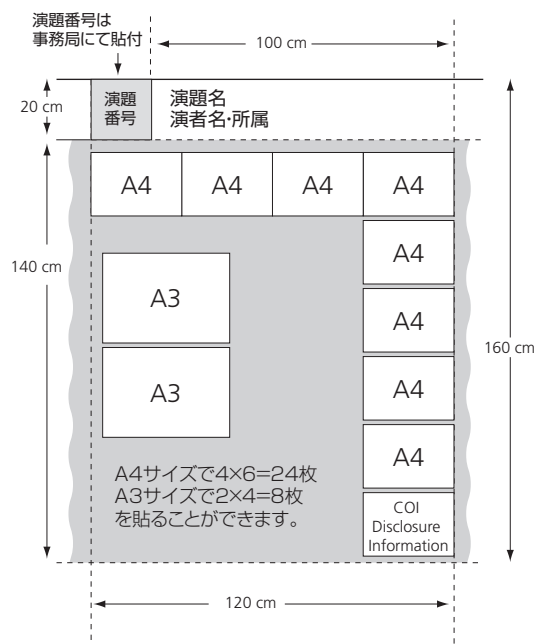 演題番号は
事務局にて貼付
100 cm
20 cm
演題
番号
演題名
演者名・所属
A4
A4
A4
A4
A4
140 cm
A3
A4
160 cm
A4
A3
A4
A4サイズで4×6=24枚
A3サイズで2×4=8枚
を貼ることができます。
COI
Disclosure
Information
120 cm